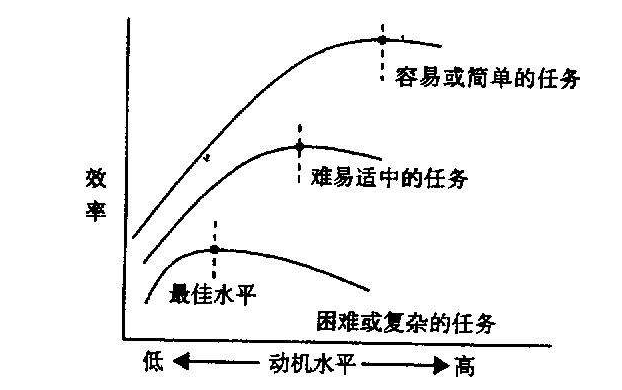 容易或简单的任务
难易适中的任务
效率
最佳水平
困难或复杂的任务
低 动机水平 高